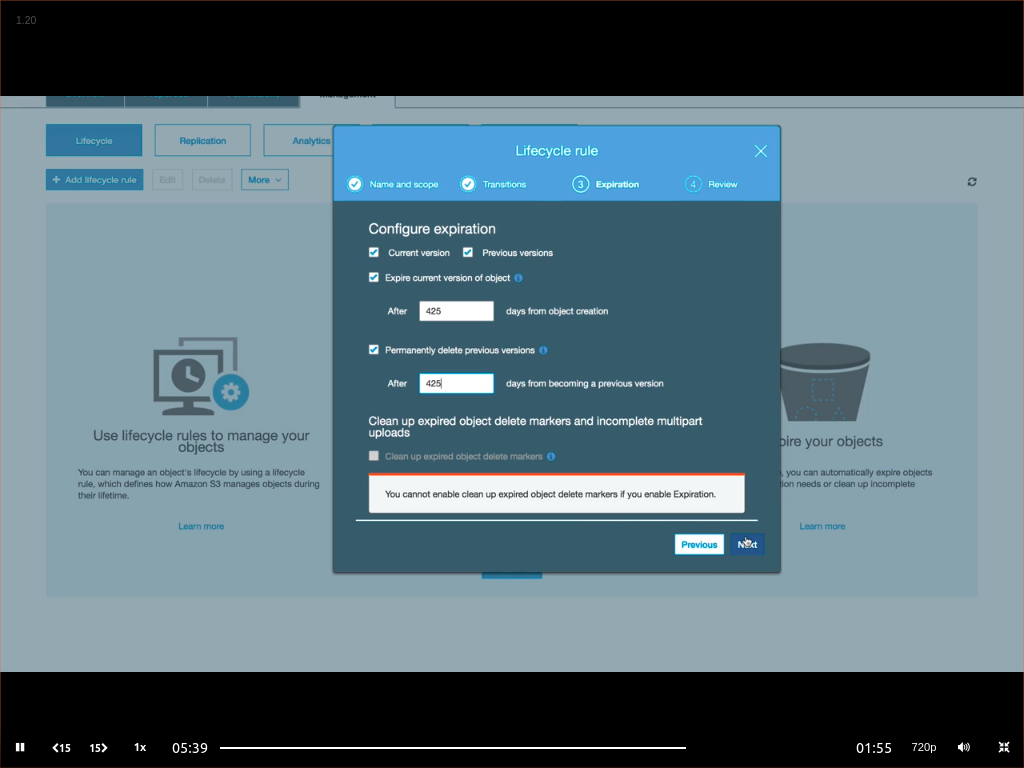 1.20
Lifecycle
Replication
Analytics
Add lifecycle rule
Edit
Delete
More
Lifecycle rule
Name and scope
Transitions
3 Expiration
4 Review
Configure expiration
Current version
Previous versions
Expire current version of object
After 425 days from object creation
Permanently delete previous versions
After 425 days from becoming a previous version
Clean up expired object delete markers and incomplete multipart
uploads
Clean up expired object delete markers
You cannot enable clean up expired object delete markers if you enable Expiration.
Previous
Next
Use lifecycle rules to manage your
objects
You can manage an object's lifecycle by using a lifecycle
rule, which defines how Amazon S3 manages objects during
their lifetime.
Learn more
your objects
you can automatically expire objects
needs or clean up incomplete
Learn more
15
15
1x
05:39
01:55
720p